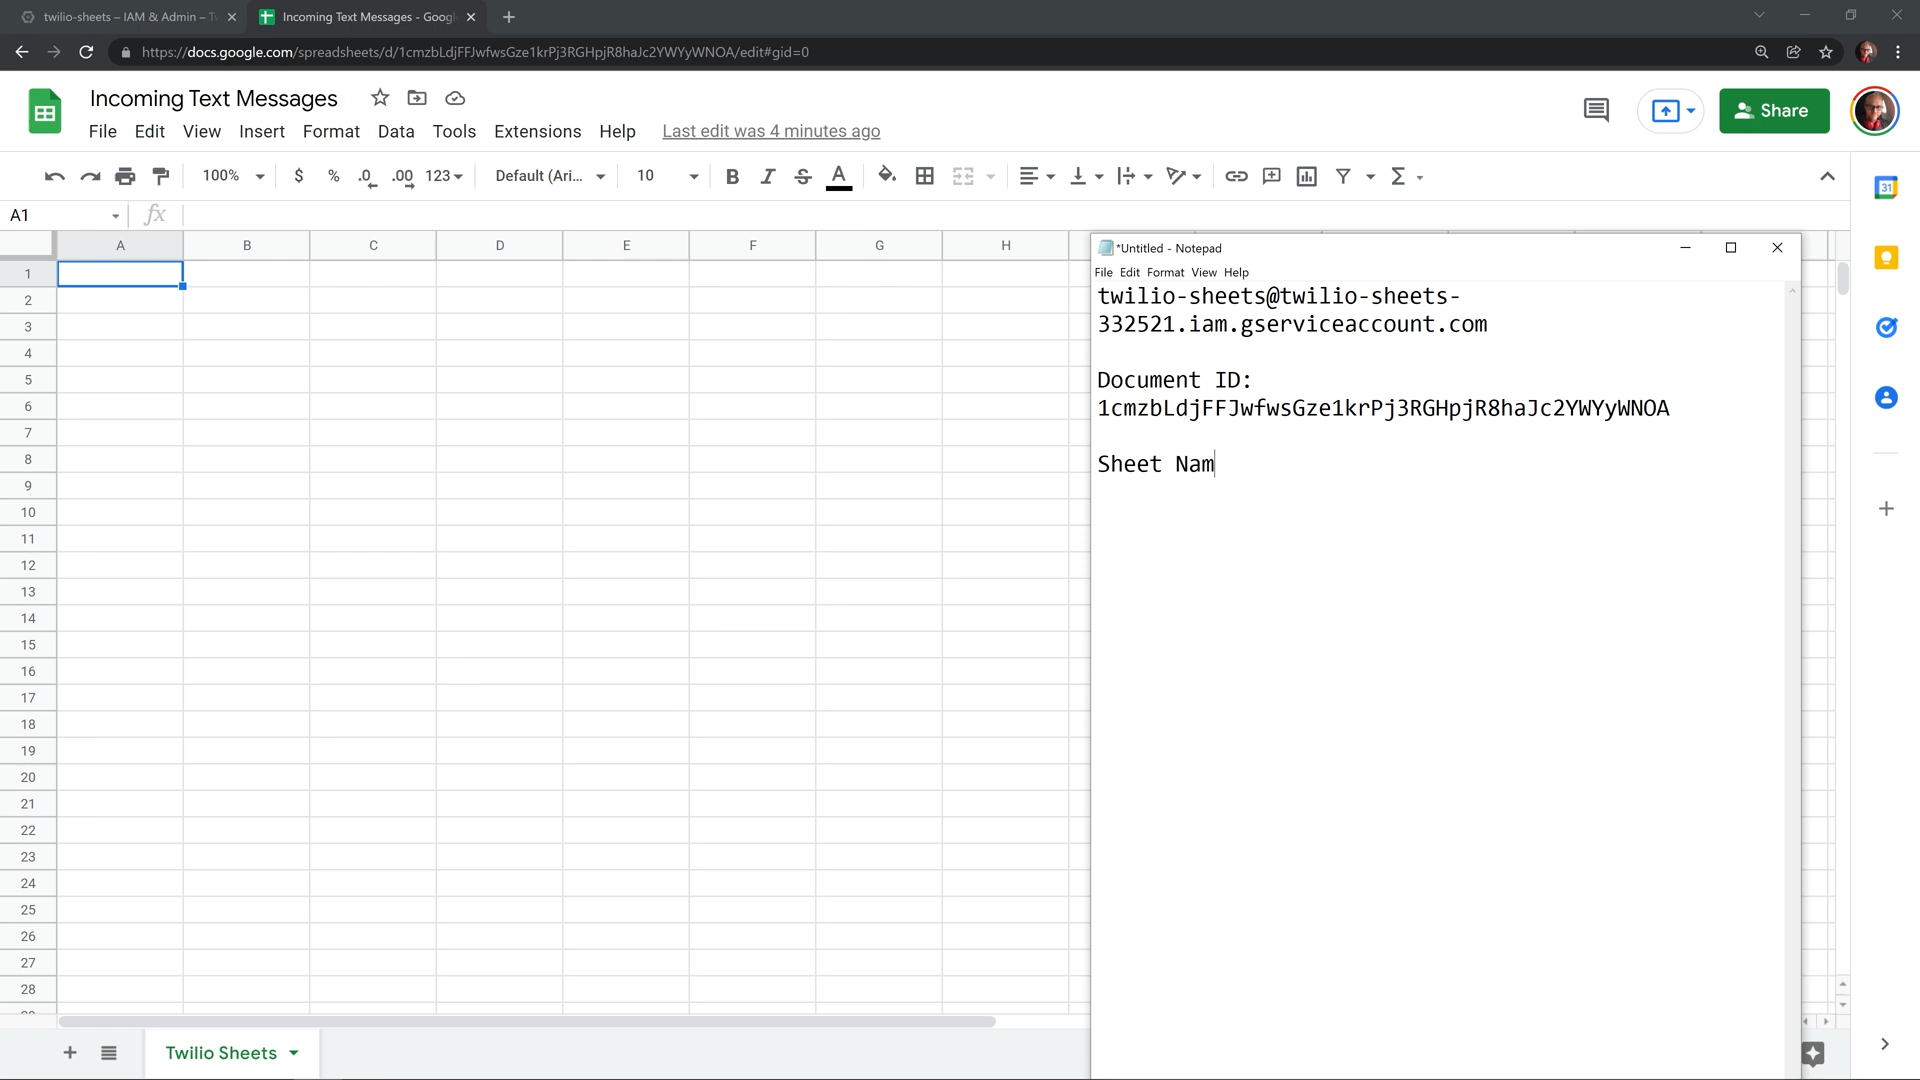 twilio-sheets – IAM & Admin – Tw
Incoming Text Messages - Googl
https://docs.google.com/spreadsheets/d/1cmzbLdjFFJwfwsGze1krPj3RGHpjR8haJc2YWYyWNOA/edit#gid=0
Incoming Text Messages
File Edit View Insert Format Data Tools Extensions Help Last edit was 4 minutes ago
Share
100% $ % .0 .00 123 Default (Ari... 10 B I S A
31
A1 fx
A B C D E F G H
1
2
3
4
5
6
7
8
9
10
11
12
13
14
15
16
17
18
19
20
21
22
23
24
25
26
27
28
*Untitled - Notepad
File Edit Format View Help
twilio-sheets@twilio-sheets-
332521.iam.gserviceaccount.com
Document ID:
1cmzbLdjFFJwfwsGze1krPj3RGHpjR8haJc2YWYyWNOA
Sheet Nam
Twilio Sheets